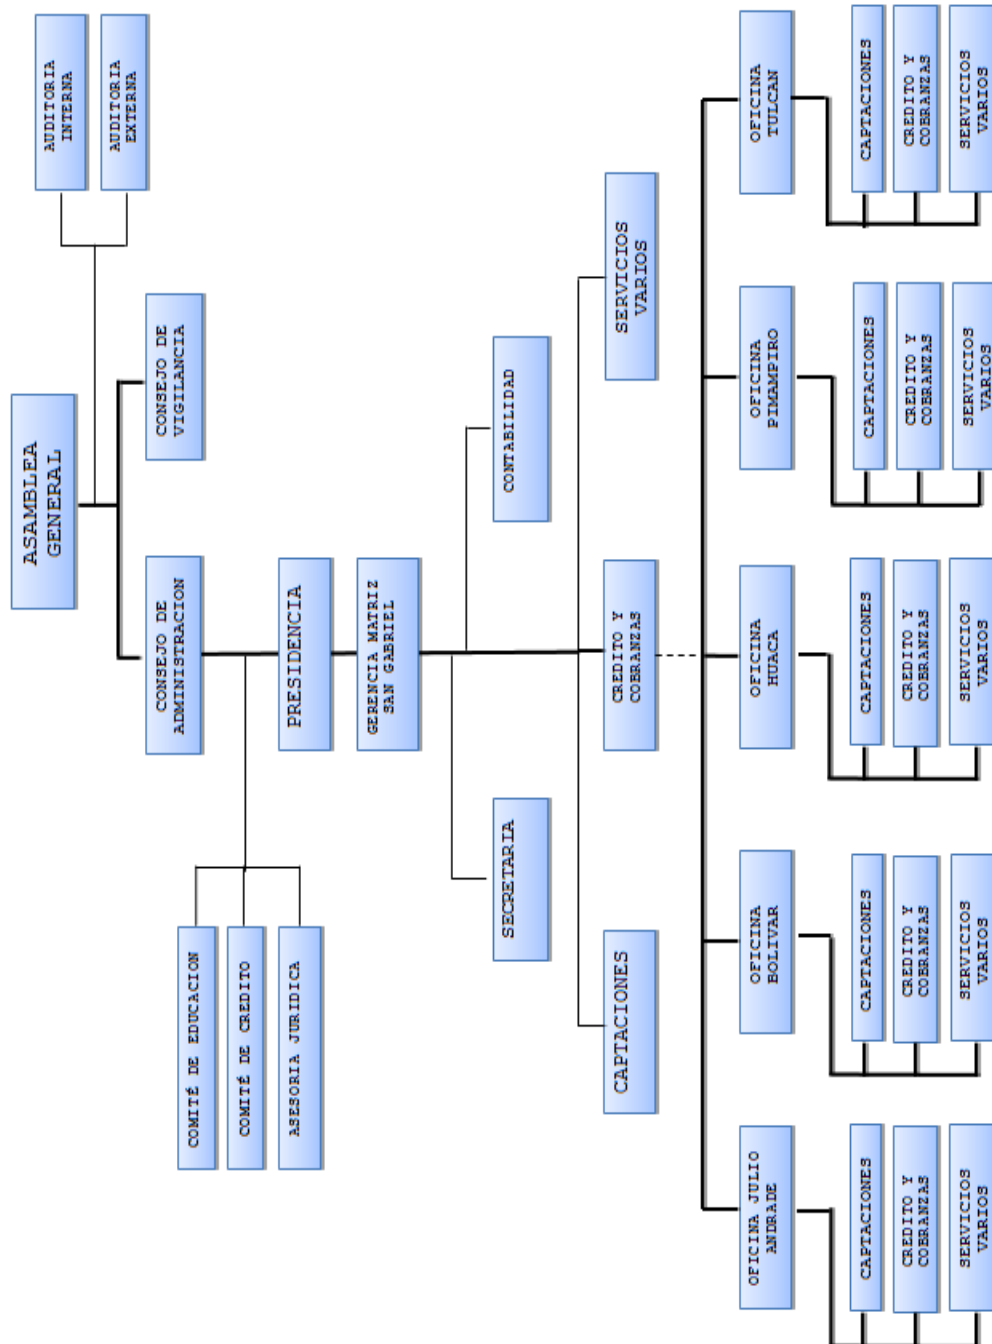 ASAMBLEA
GENERAL
AUDITORIA
INTERNA
AUDITORIA
EXTERNA
CONSEJO DE
ADMINISTRACION
CONSEJO DE
VIGILANCIA
COMITÉ DE EDUCACION
COMITÉ DE CREDITO
ASESORIA JURIDICA
PRESIDENCIA
GERENCIA MATRIZ
SAN GABRIEL
SECRETARIA
CONTABILIDAD
CAPTACIONES
CREDITO Y
COBRANZAS
SERVICIOS
VARIOS
OFICINA JULIO
ANDRADE
CAPTACIONES
CREDITO Y
COBRANZAS
SERVICIOS
VARIOS
OFICINA
BOLIVAR
CAPTACIONES
CREDITO Y
COBRANZAS
SERVICIOS
VARIOS
OFICINA
HUACA
CAPTACIONES
CREDITO Y
COBRANZAS
SERVICIOS
VARIOS
OFICINA
PIMAMPIRO
CAPTACIONES
CREDITO Y
COBRANZAS
SERVICIOS
VARIOS
OFICINA
TULCAN
CAPTACIONES
CREDITO Y
COBRANZAS
SERVICIOS
VARIOS